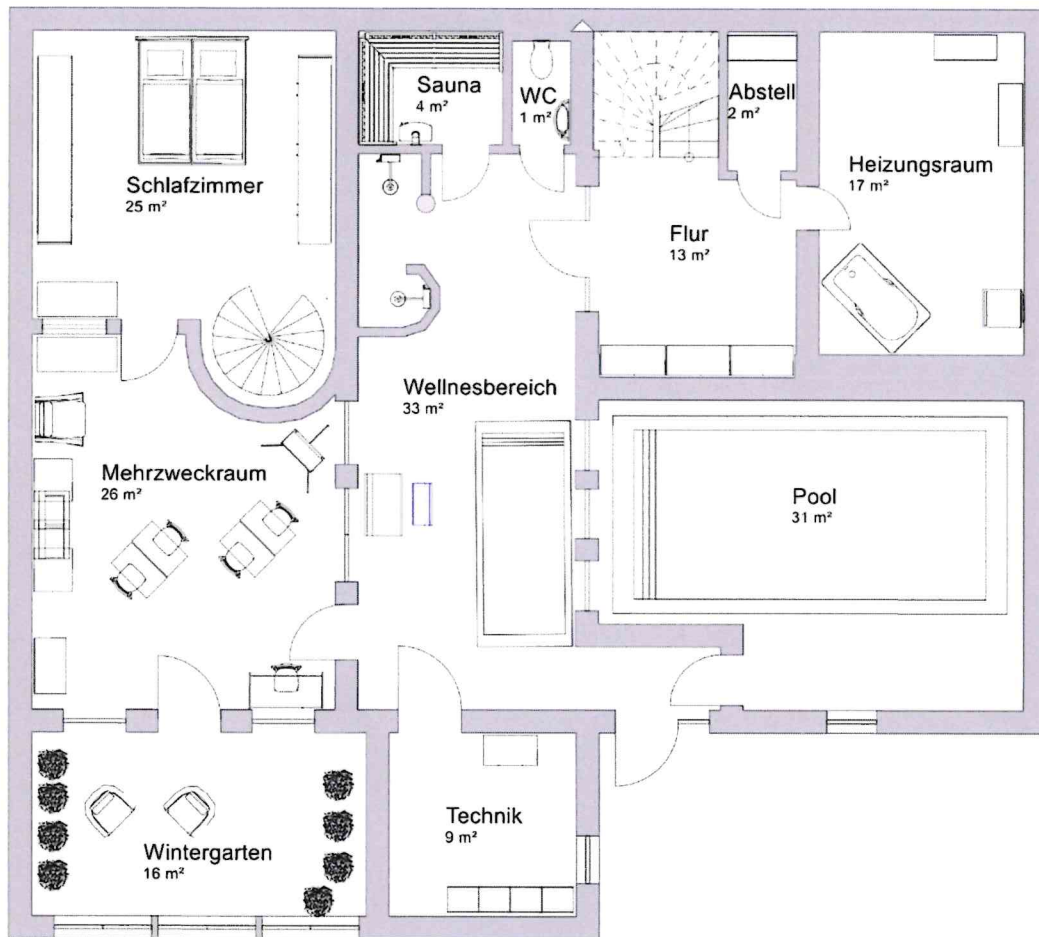 Sauna
4 m²
WC
1 m²
Abstell
2 m²
Schlafzimmer
25 m²
Heizungsraum
17 m²
Flur
13 m²
Wellnesbereich
33 m²
Mehrzweckraum
26 m²
Pool
31 m²
Technik
9 m²
Wintergarten
16 m²